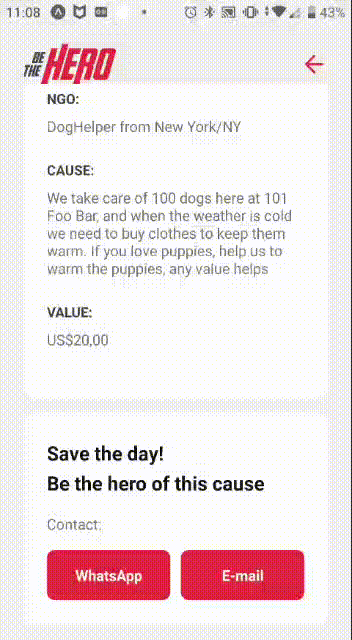 11:08
43%
BE
THE HERO
NGO:
DogHelper from New York/NY
CAUSE:
We take care of 100 dogs here at 101
Foo Bar, and when the weather is cold
we need to buy clothes to keep them
warm. If you love puppies, help us to
warm the puppies, any value helps
VALUE:
US$20,00
Save the day!
Be the hero of this cause
Contact:
WhatsApp
E-mail